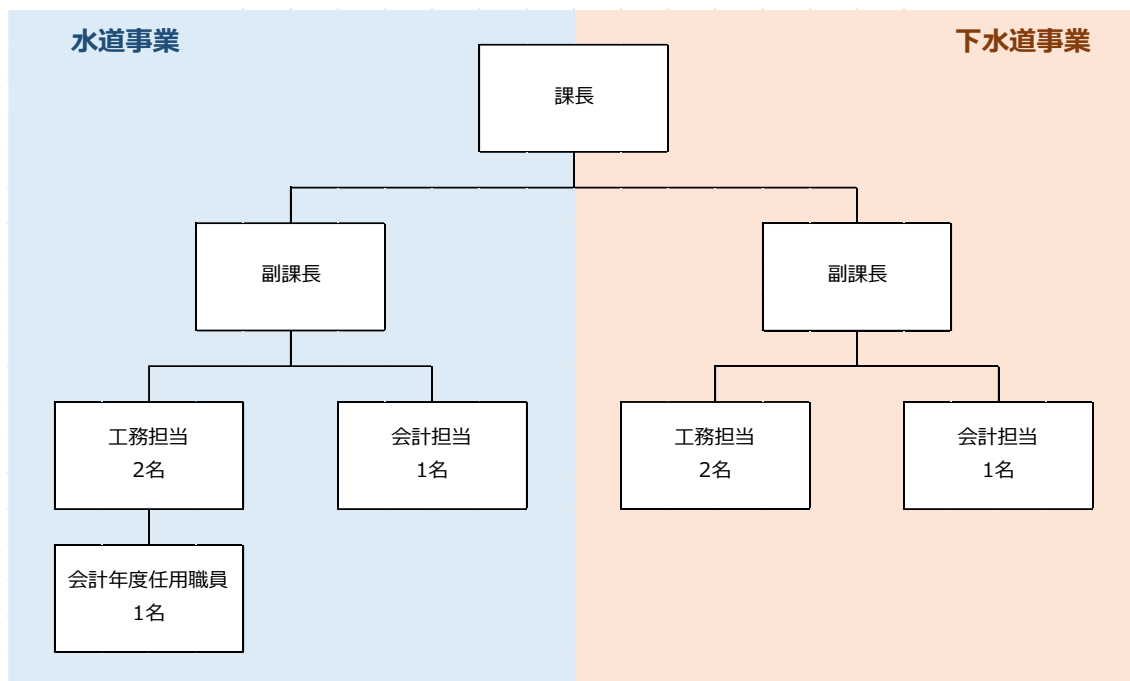 水道事業
下水道事業
課長
副課長
副課長
工務担当
2名
会計担当
1名
工務担当
2名
会計担当
1名
会計年度任用職員
1名